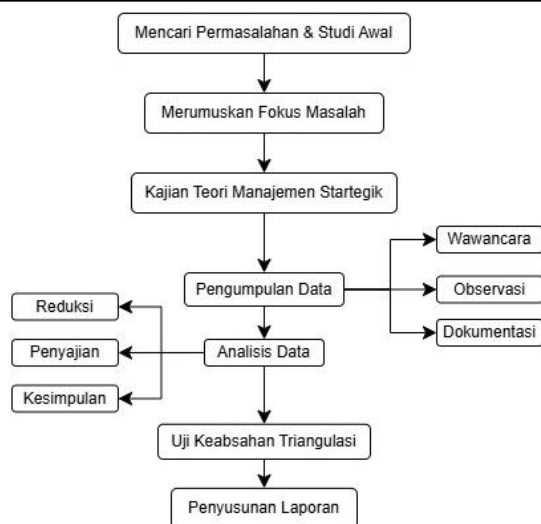 Mencari Permasalahan & Studi Awal
Merumuskan Fokus Masalah
Kajian Teori Manajemen Startegik
Pengumpulan Data
Wawancara
Observasi
Dokumentasi
Analisis Data
Reduksi
Penyajian
Kesimpulan
Uji Keabsahan Triangulasi
Penyusunan Laporan